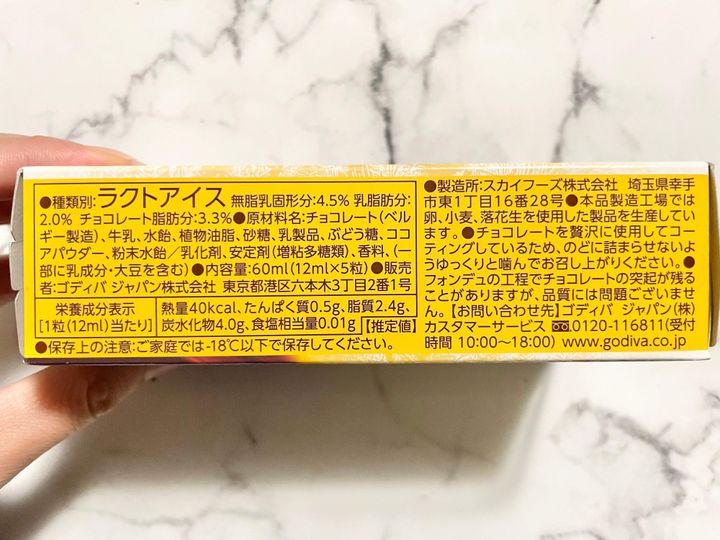 ●種類別:ラクトアイス 無脂乳固形分:4.5% 乳脂肪分:
2.0% チョコレート脂肪分:3.3%●原材料名:チョコレート(ベル
ギー製造)、牛乳、水飴、植物油脂、砂糖、乳製品、ぶどう糖、ココ
アパウダー、粉末水飴/乳化剤、安定剤(増粘多糖類)、香料、(一
部に乳成分・大豆を含む)●内容量:60ml(12ml×5粒)●販売
者:ゴディバ ジャパン株式会社 東京都港区六本木3丁目2番1号
栄養成分表示
[1粒(12ml)当たり]
熱量40kcal、たんぱく質0.5g、脂質2.4g、
炭水化物4.0g、食塩相当量0.01g【推定値】
●保存上の注意:ご家庭では-18℃以下で保存してください。
●製造所:スカイフーズ株式会社 埼玉県幸手
市東1丁目16番28号●本品製造工場では
卵、小麦、落花生を使用した製品を生産してい
ます。●チョコレートを贅沢に使用してコー
ティングしているため、のどに詰まらせないよ
うゆっくりと噛んでお召し上がりください。●
フォンデュの工程でチョコレートの突起が残る
ことがありますが、品質には問題ございませ
ん。【お問い合わせ先】ゴディバ ジャパン(株)
カスタマーサービス 0120-116811(受付
時間 10:00〜18:00) www.godiva.co.jp